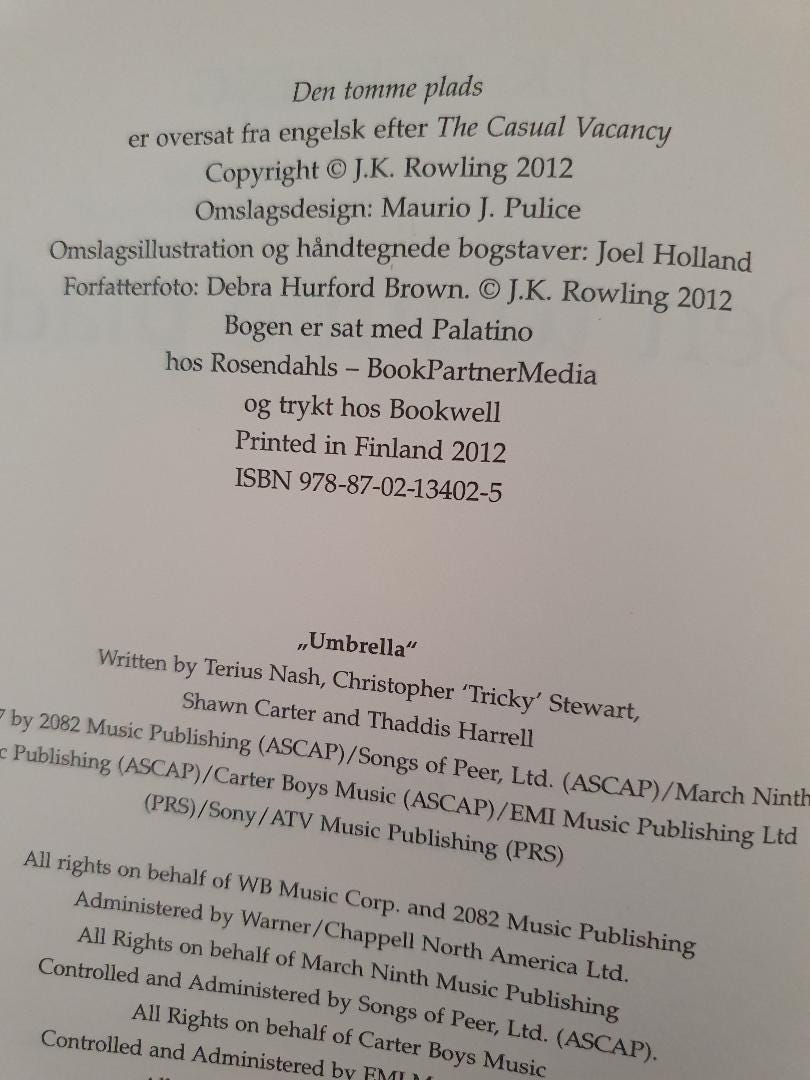 Den tomme plads
er oversat fra engelsk efter The Casual Vacancy
Copyright © J.K. Rowling 2012
Omslagsdesign: Maurio J. Pulice
Omslagsillustration og håndtegnede bogstaver: Joel Holland
Forfatterfoto: Debra Hurford Brown. © J.K. Rowling 2012
Bogen er sat med Palatino
hos Rosendahls – BookPartnerMedia
og trykt hos Bookwell
Printed in Finland 2012
ISBN 978-87-02-13402-5
„Umbrella“
Written by Terius Nash, Christopher ‘Tricky’ Stewart,
Shawn Carter and Thaddis Harrell
7 by 2082 Music Publishing (ASCAP)/Songs of Peer, Ltd. (ASCAP)/March Ninth
c Publishing (ASCAP)/Carter Boys Music (ASCAP)/EMI Music Publishing Ltd
(PRS)/Sony/ATV Music Publishing (PRS)
All rights on behalf of WB Music Corp. and 2082 Music Publishing
Administered by Warner/Chappell North America Ltd.
All Rights on behalf of March Ninth Music Publishing
Controlled and Administered by Songs of Peer, Ltd. (ASCAP).
All Rights on behalf of Carter Boys Music
Controlled and Administered by EMI